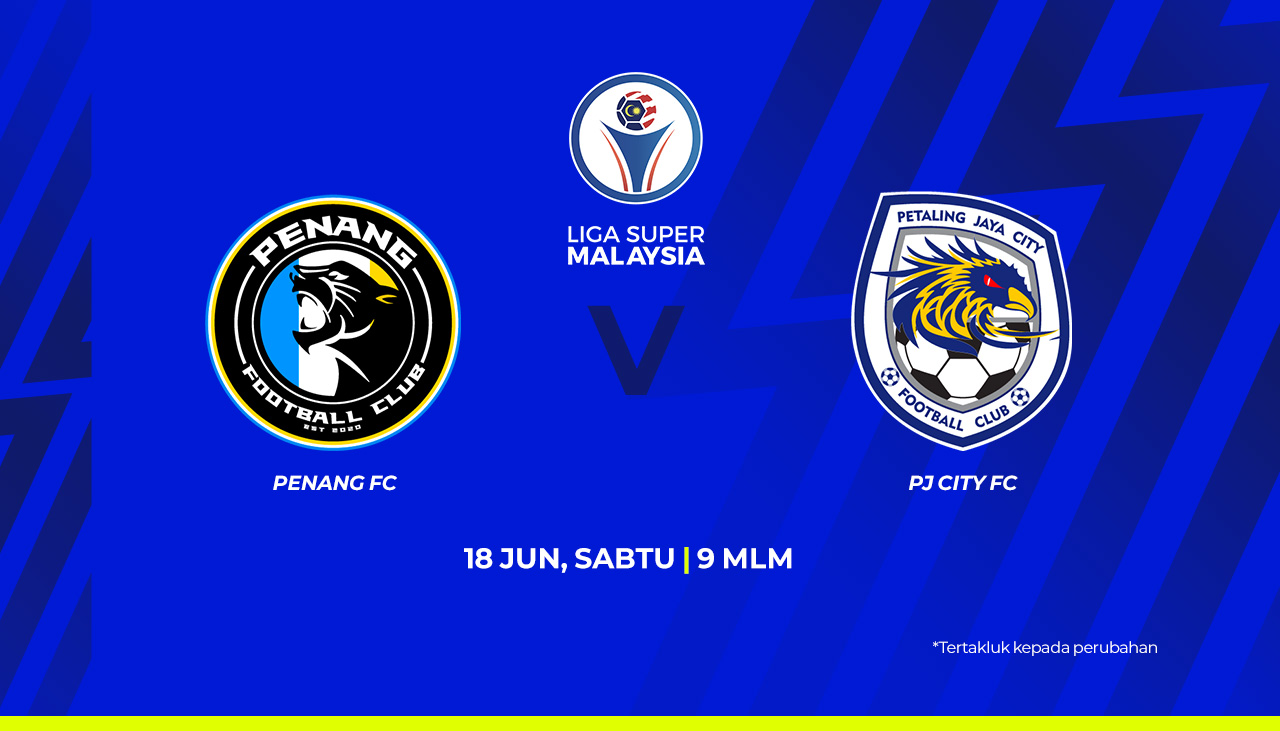 LIGA SUPER
MALAYSIA
V
PENANG
FOOTBALL CLUB
EST 2020
PETALING JAYA CITY
FOOTBALL CLUB
PENANG FC
PJ CITY FC
18 JUN, SABTU | 9 MLM
*Tertakluk kepada perubahan